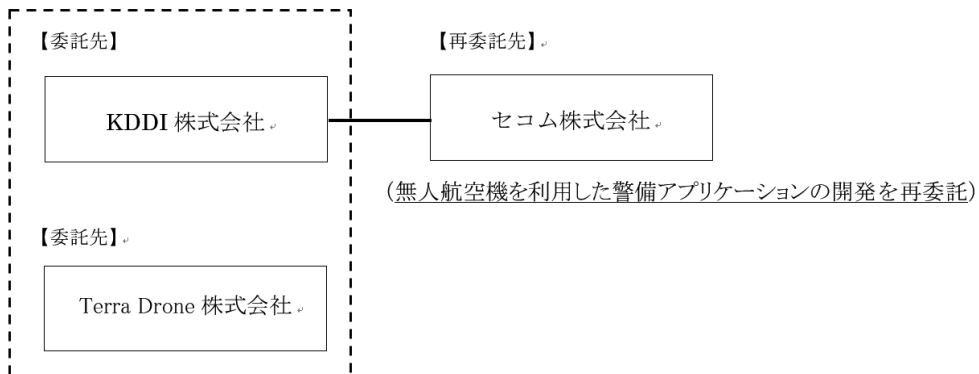 【委託先】
【再委託先】
KDDI 株式会社
セコム株式会社
(無人航空機を利用した警備アプリケーションの開発を再委託)
【委託先】
Terra Drone 株式会社